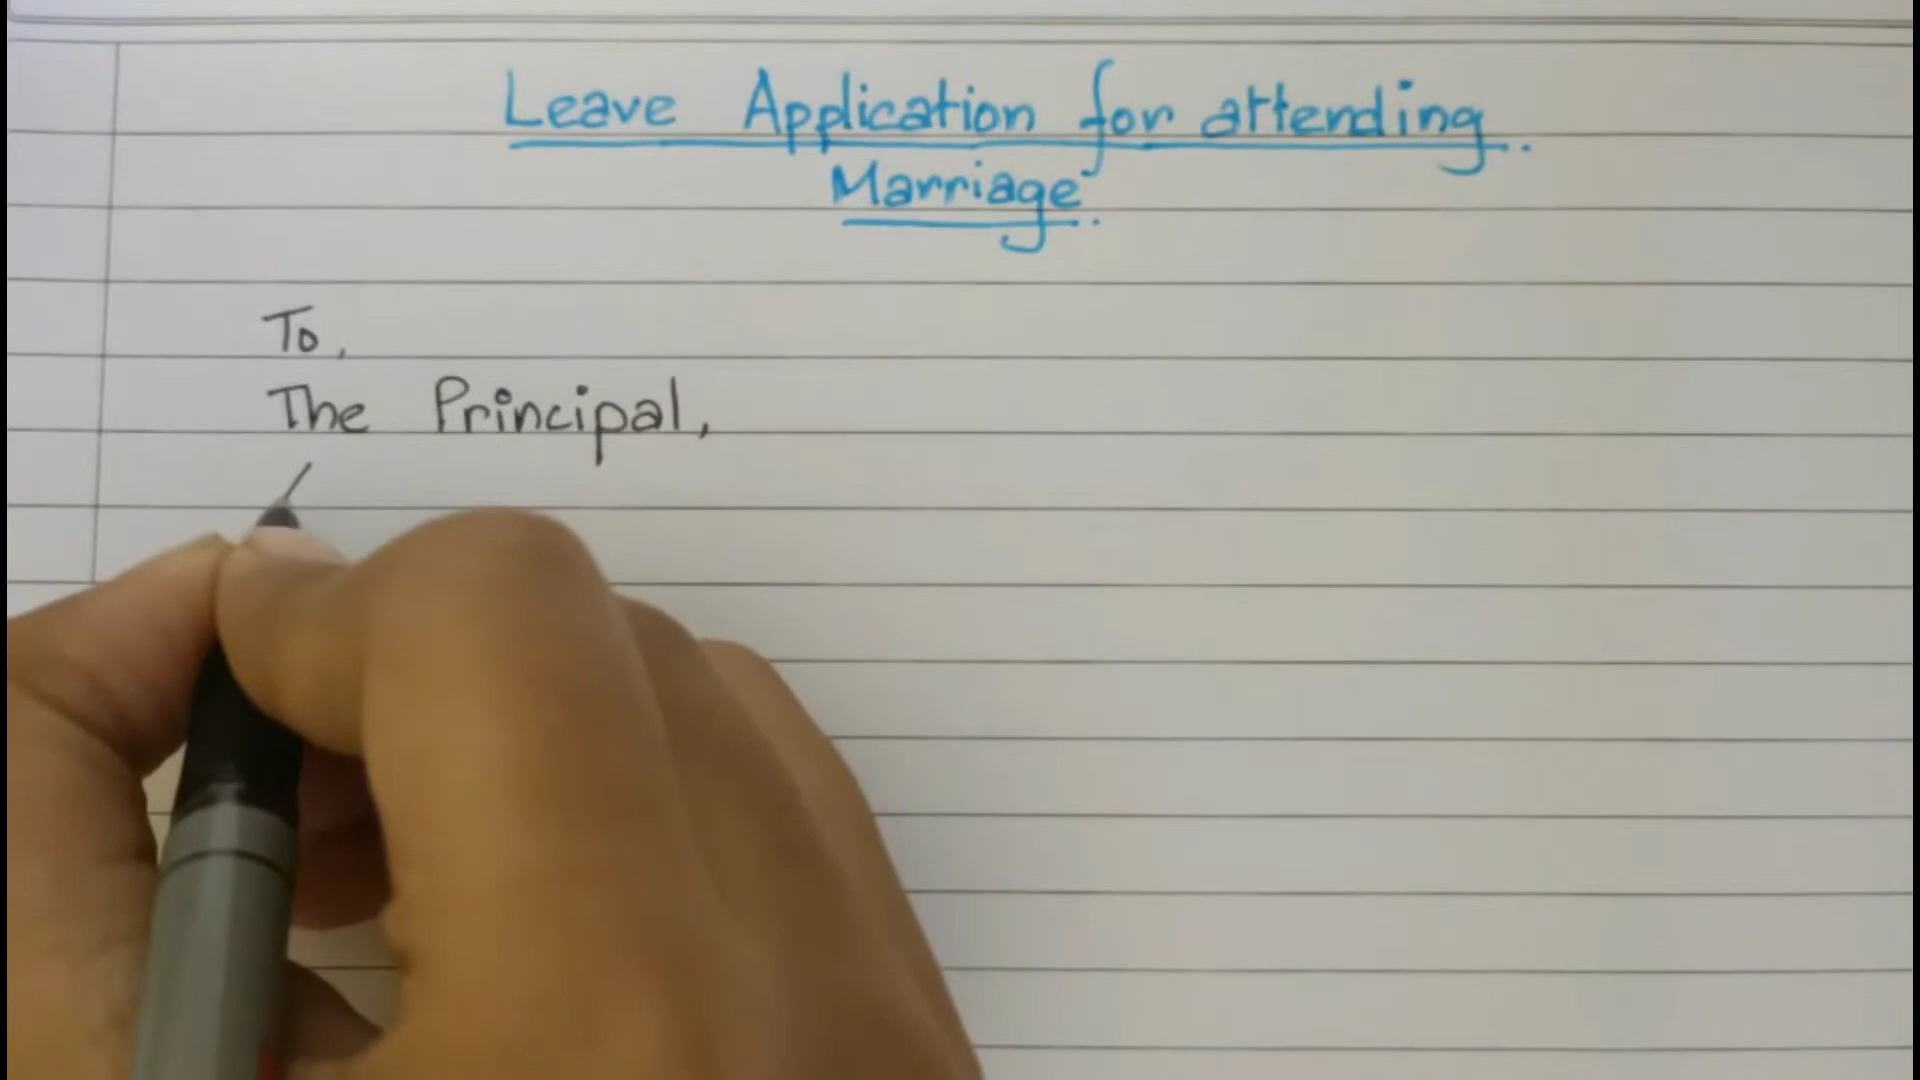 Leave Application for attending
Marriage
To,
The Principal,